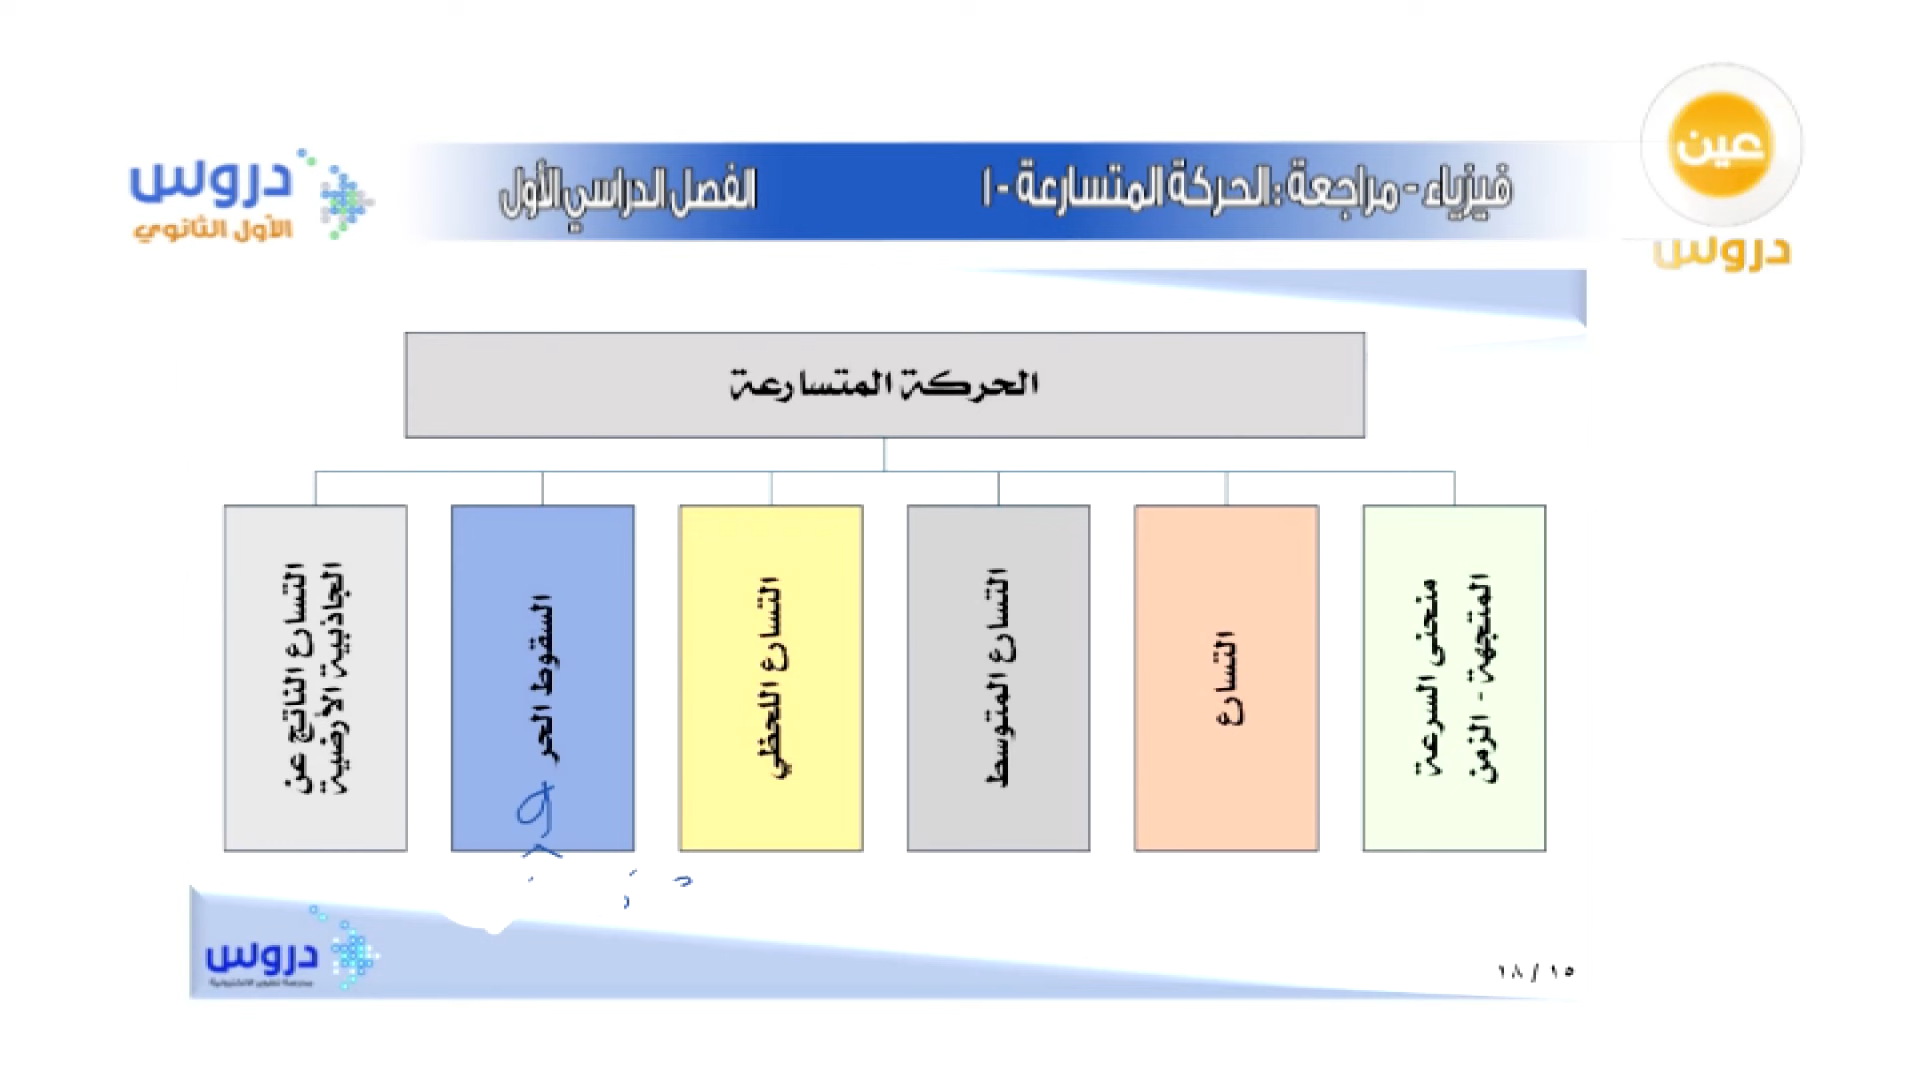 عين
دروس
فيزياء - مراجعة : الحركة المتسارعة - ١
الفصل الدراسي الأول
دروس
الأول الثانوي
الحركة المتسارعة
منحنى السرعة
المتجهة - الزمن
التسارع
التسارع المتوسط
التسارع اللحظي
السقوط الحر
التسارع الناتج عن
الجاذبية الأرضية
دروس
١٨ / ١٥